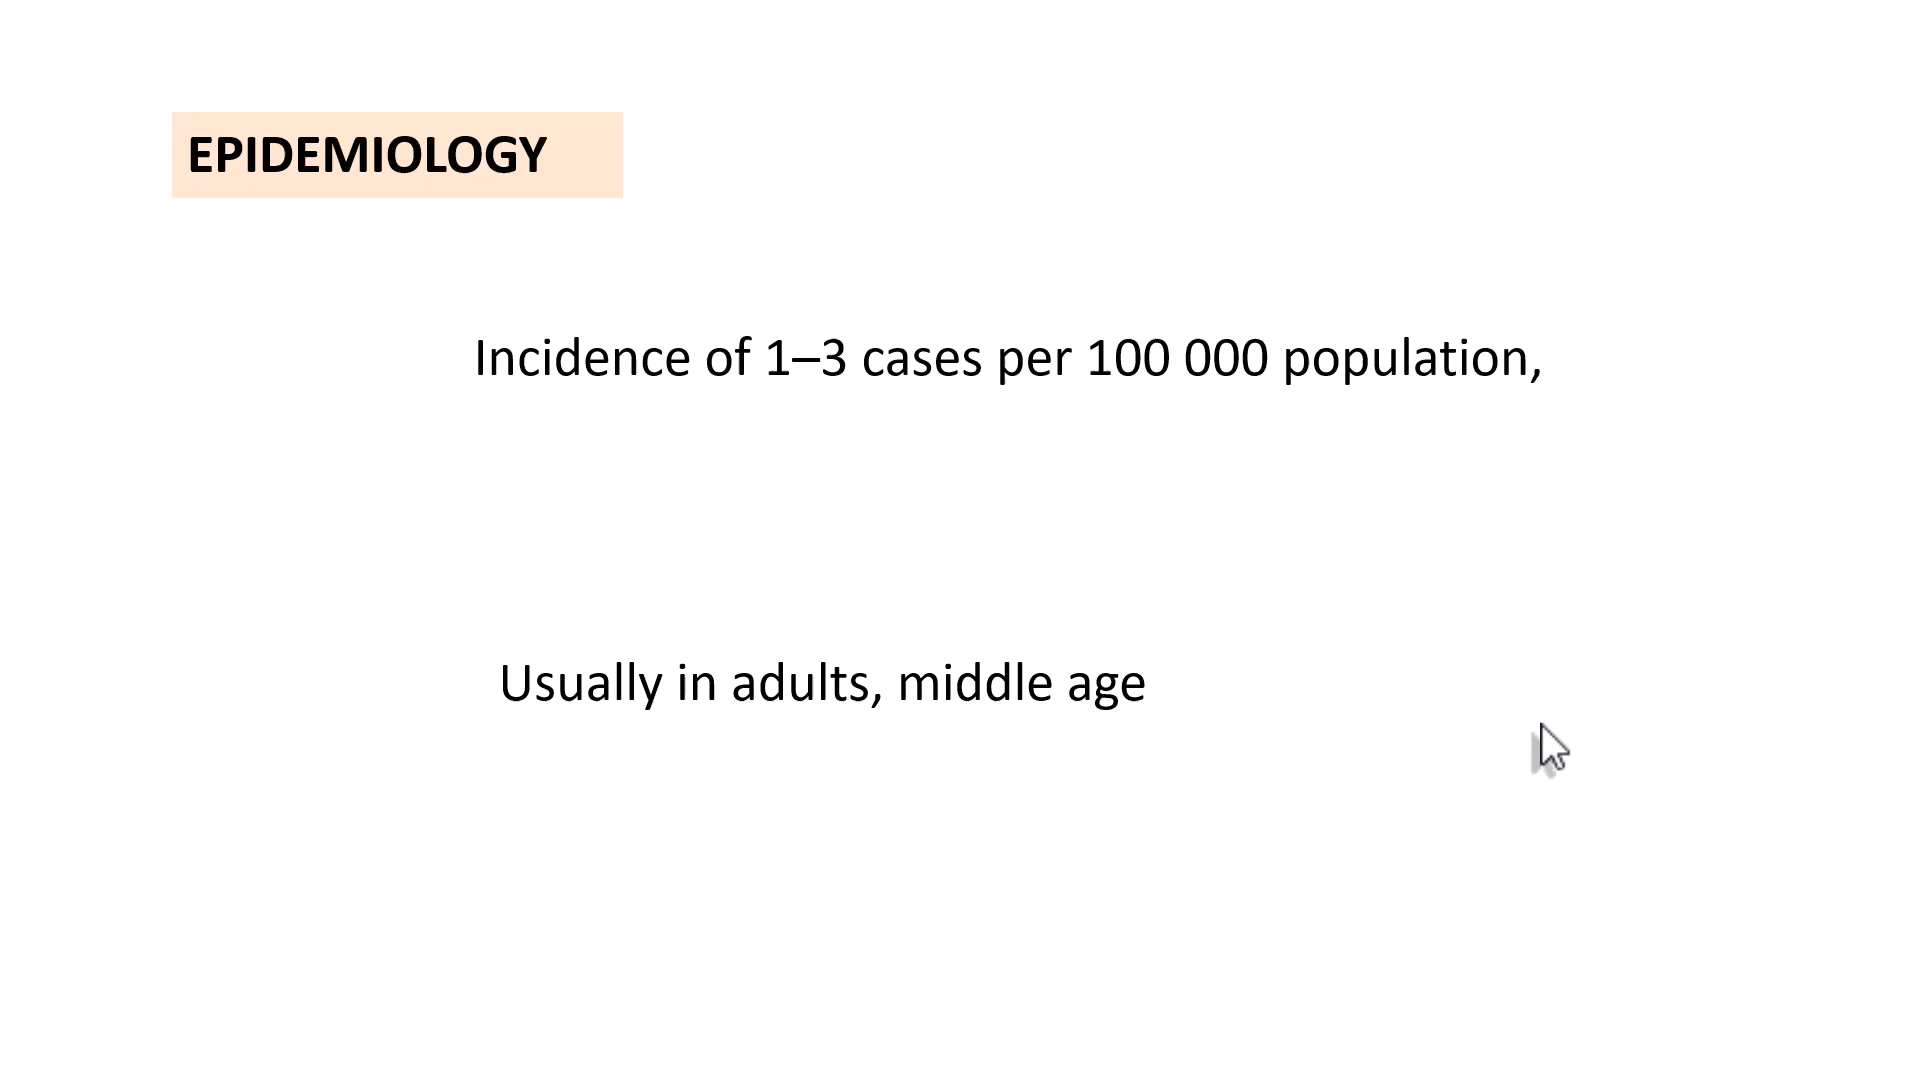 EPIDEMIOLOGY
Incidence of 1–3 cases per 100 000 population,
Usually in adults, middle age